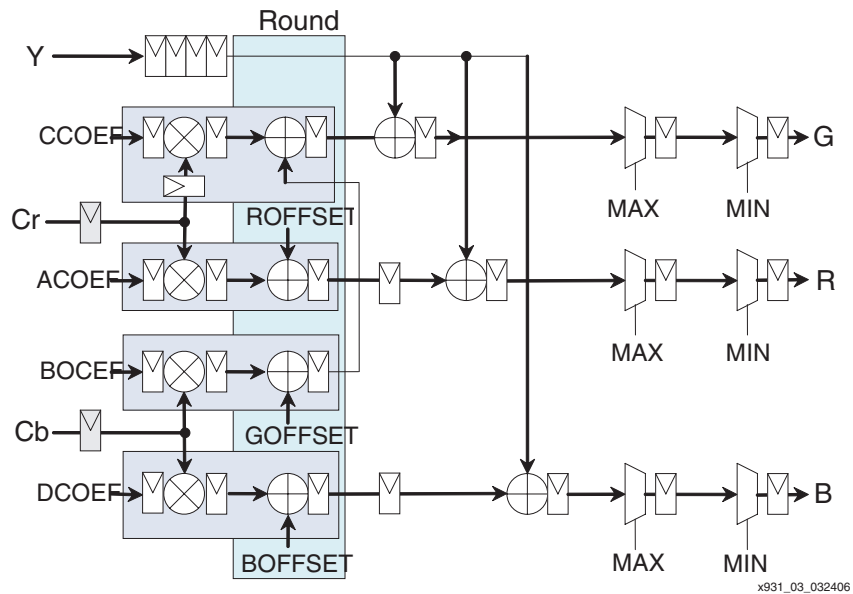 Round
Y
CCOEF
G
MAX
MIN
Cr
ROFFSET
ACOEF
R
MAX
MIN
BOCEF
Cb
GOFFSET
DCOEF
B
BOFFSET
MAX
MIN
x931_03_032406